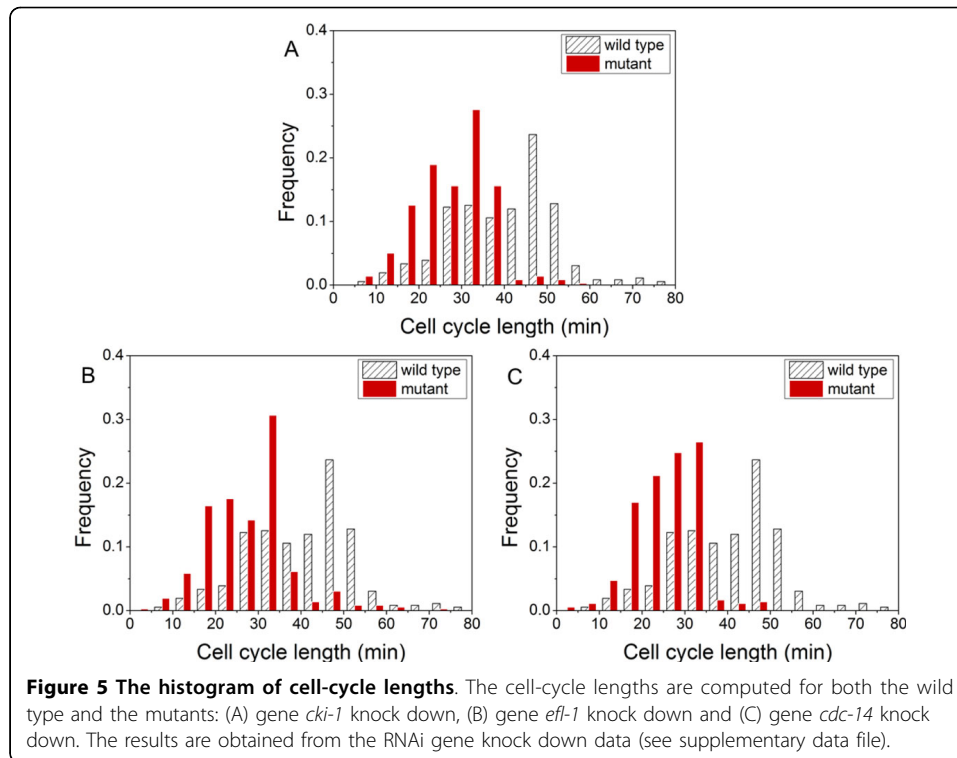 A
wild type
mutant
0.4
0.3
0.2
0.1
0.0
Frequency
0 10 20 30 40 50 60 70 80
Cell cycle length (min)
B
wild type
mutant
0.4
0.3
0.2
0.1
0.0
Frequency
0 10 20 30 40 50 60 70 80
Cell cycle length (min)
C
wild type
mutant
0.4
0.3
0.2
0.1
0.0
Frequency
0 10 20 30 40 50 60 70 80
Cell cycle length (min)
Figure 5 The histogram of cell-cycle lengths. The cell-cycle lengths are computed for both the wild
type and the mutants: (A) gene cki-1 knock down, (B) gene efl-1 knock down and (C) gene cdc-14 knock
down. The results are obtained from the RNAi gene knock down data (see supplementary data file).